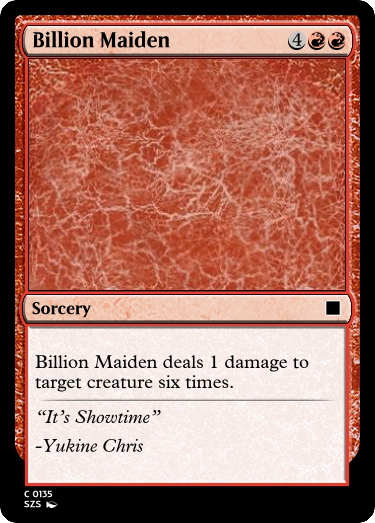 Billion Maiden 4
Sorcery
Billion Maiden deals 1 damage to
target creature six times.
“It's Showtime”
-Yukine Chris
C 0135
SZS